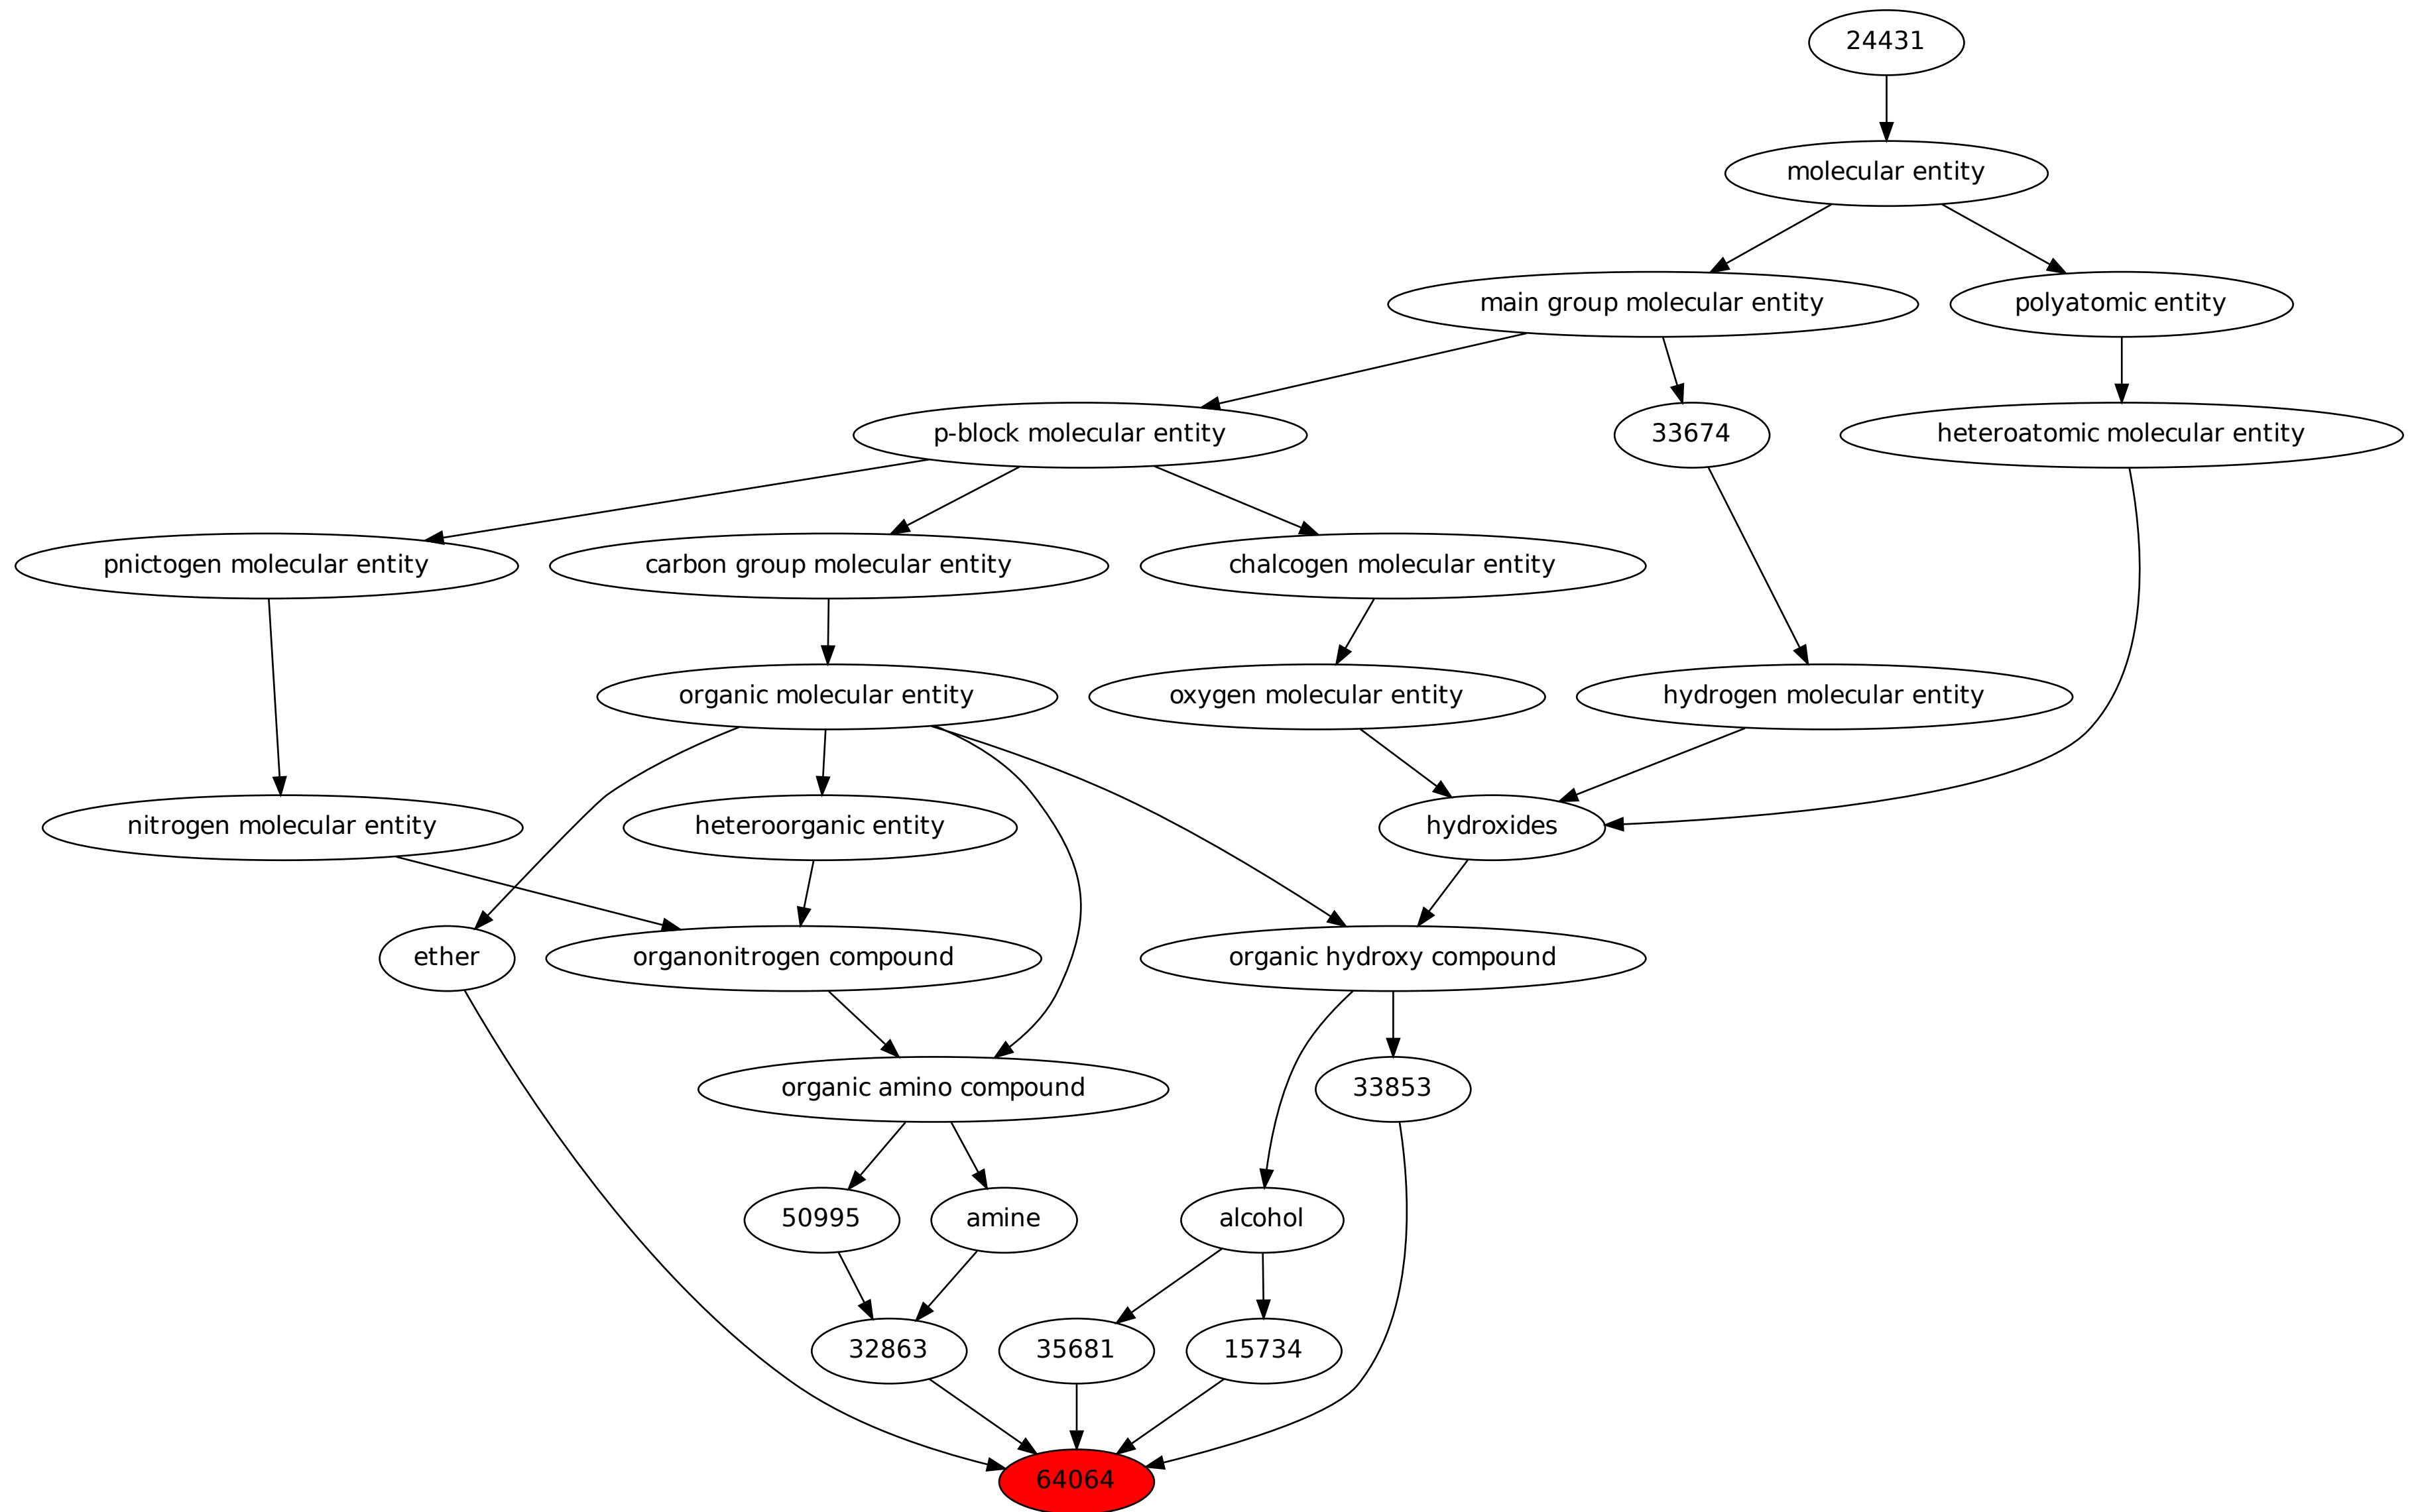 24431
molecular entity
main group molecular entity
polyatomic entity
p-block molecular entity
33674
heteroatomic molecular entity
pnictogen molecular entity
carbon group molecular entity
chalcogen molecular entity
organic molecular entity
oxygen molecular entity
hydrogen molecular entity
nitrogen molecular entity
heteroorganic entity
hydroxides
ether
organonitrogen compound
organic hydroxy compound
organic amino compound
33853
50995
amine
alcohol
32863
35681
15734
64064